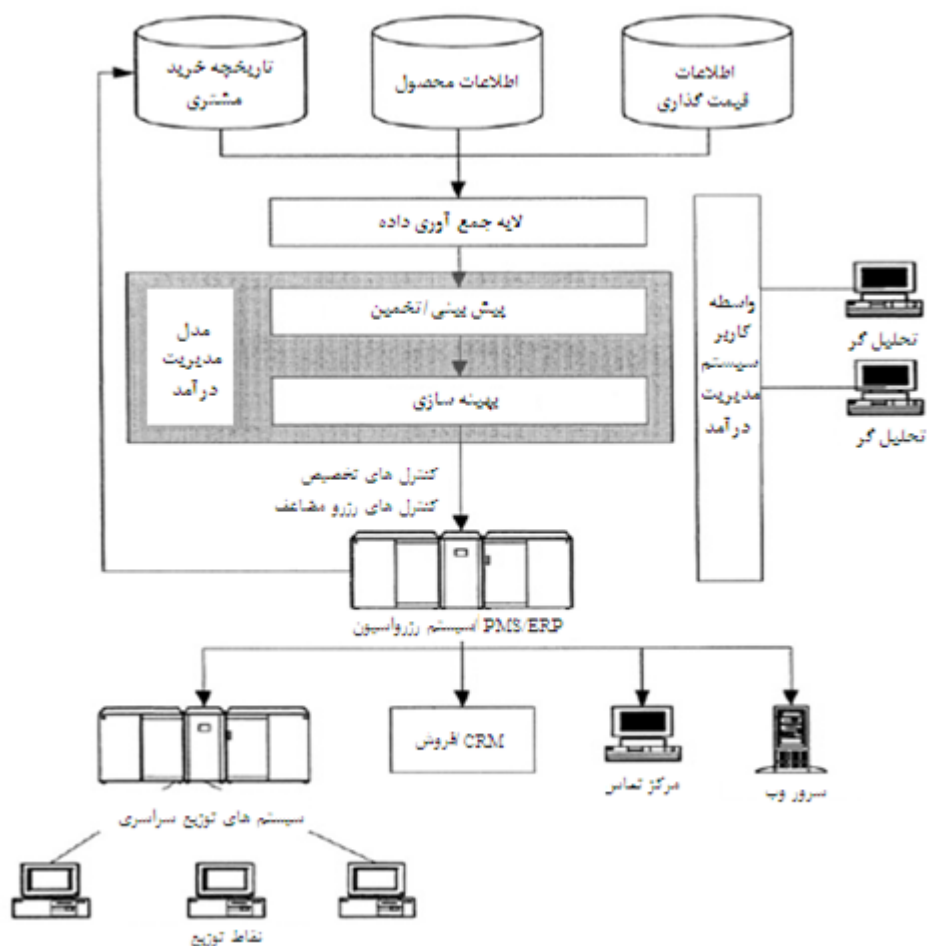 تاریخچه خرید
مشتری
اطلاعات محصول
اطلاعات
قیمت گذاری
لایه جمع آوری داده
پیش بینی/تخمین
بهینه سازی
مدل
مدیریت
درآمد
واسطه
کاربر
سیستم
مدیریت
درآمد
تحلیل گر
تحلیل گر
کنترل های تخصیص
کنترل های رزرو مضاعف
PMS/ERP/سیستم رزرواسیون
CRM/فروش
مرکز تماس
سرور وب
سیستم های توزیع سراسری
نقاط توزیع